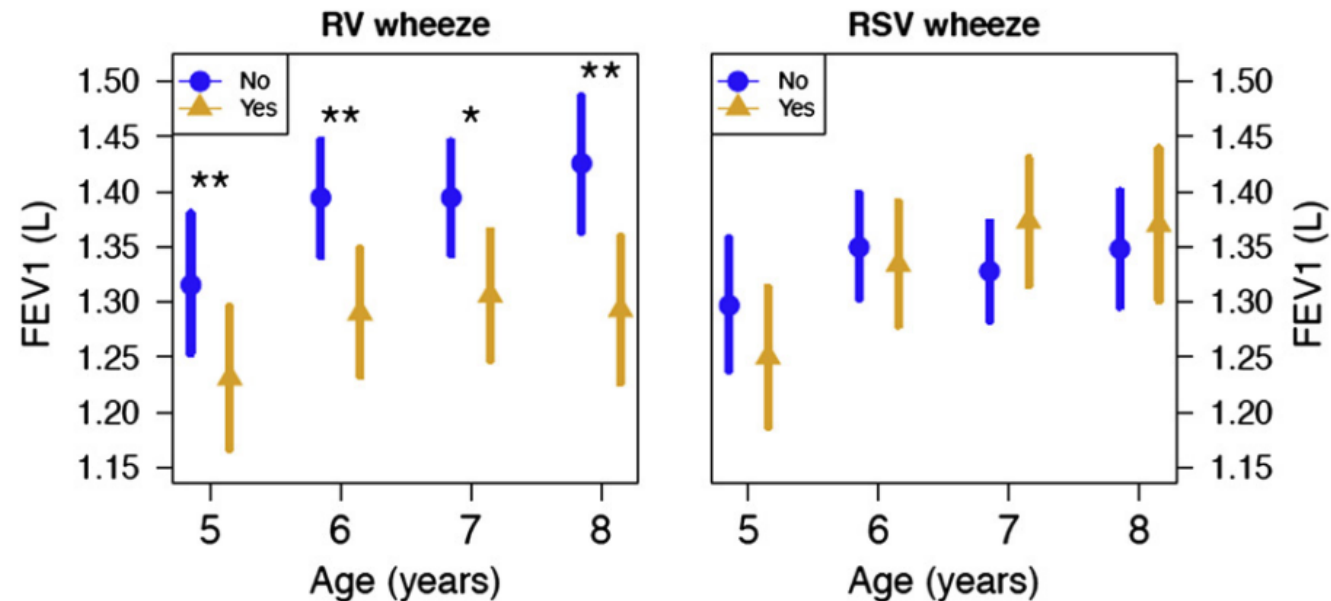 RV wheeze
No
Yes
**
**
*
**
1.50
1.45
1.40
1.35
1.30
1.25
1.20
1.15
FEV1 (L)
5 6 7 8
Age (years)
RSV wheeze
No
Yes
1.50
1.45
1.40
1.35
1.30
1.25
1.20
1.15
FEV1 (L)
5 6 7 8
Age (years)